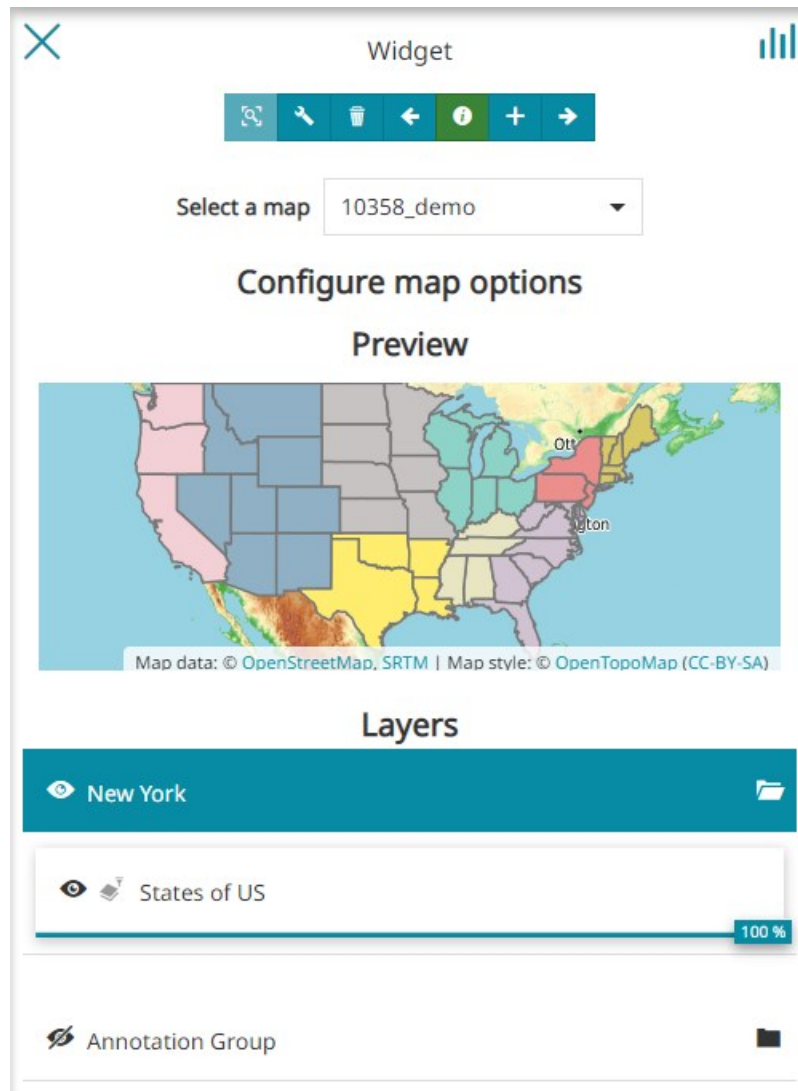 Widget
Select a map 10358_demo
Configure map options
Preview
Ott
gton
Map data: © OpenStreetMap, SRTM | Map style: © OpenTopoMap (CC-BY-SA)
Layers
New York
States of US
100 %
Annotation Group